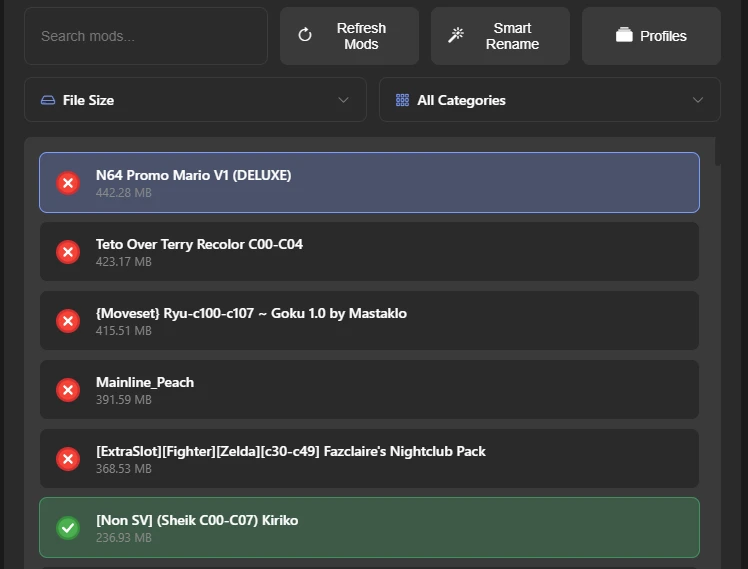 Search mods...
Refresh
Mods
Smart
Rename
Profiles
File Size
All Categories
N64 Promo Mario V1 (DELUXE)
442.28 MB
Teto Over Terry Recolor C00-C04
423.17 MB
{Moveset} Ryu-c100-c107 ~ Goku 1.0 by Mastaklo
415.51 MB
Mainline_Peach
391.59 MB
[ExtraSlot][Fighter][Zelda][c30-c49] Fazclaire's Nightclub Pack
368.53 MB
[Non SV] (Sheik C00-C07) Kiriko
236.93 MB